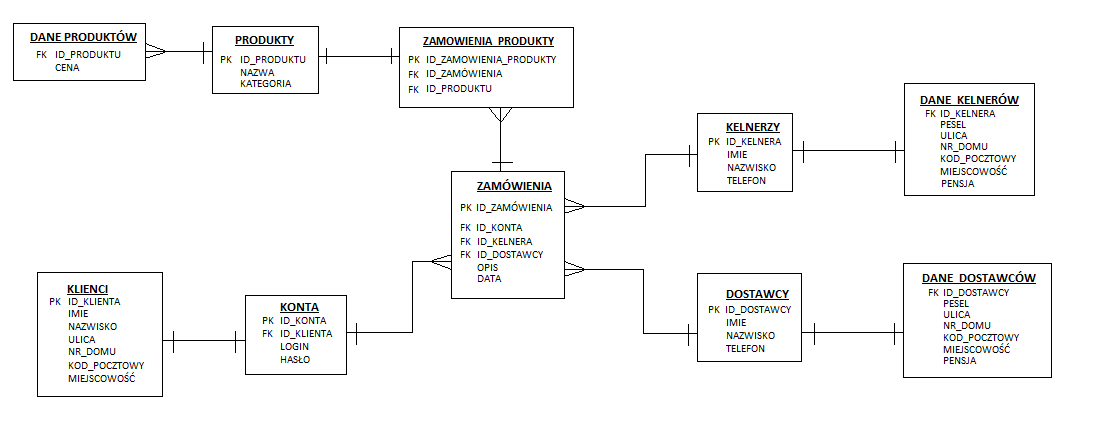 DANE PRODUKTÓW
FK ID_PRODUKTU
CENA
PRODUKTY
PK ID_PRODUKTU
NAZWA
KATEGORIA
ZAMOWIENIA_PRODUKTY
PK ID_ZAMOWIENIA_PRODUKTY
FK ID_ZAMÓWIENIA
FK ID_PRODUKTU
KELNERZY
PK ID_KELNERA
IMIE
NAZWISKO
TELEFON
DANE_KELNERÓW
FK ID_KELNERA
PESEL
ULICA
NR_DOMU
KOD_POCZTOWY
MIEJSCOWOŚĆ
PENSJA
ZAMÓWIENIA
PK ID_ZAMÓWIENIA
FK ID_KONTA
FK ID_KELNERA
FK ID_DOSTAWCY
OPIS
DATA
KLIENCI
PK ID_KLIENTA
IMIE
NAZWISKO
ULICA
NR_DOMU
KOD_POCZTOWY
MIEJSCOWOŚĆ
KONTA
PK ID_KONTA
FK ID_KLIENTA
LOGIN
HASŁO
DOSTAWCY
PK ID_DOSTAWCY
IMIE
NAZWISKO
TELEFON
DANE_DOSTAWCÓW
FK ID_DOSTAWCY
PESEL
ULICA
NR_DOMU
KOD_POCZTOWY
MIEJSCOWOŚĆ
PENSJA